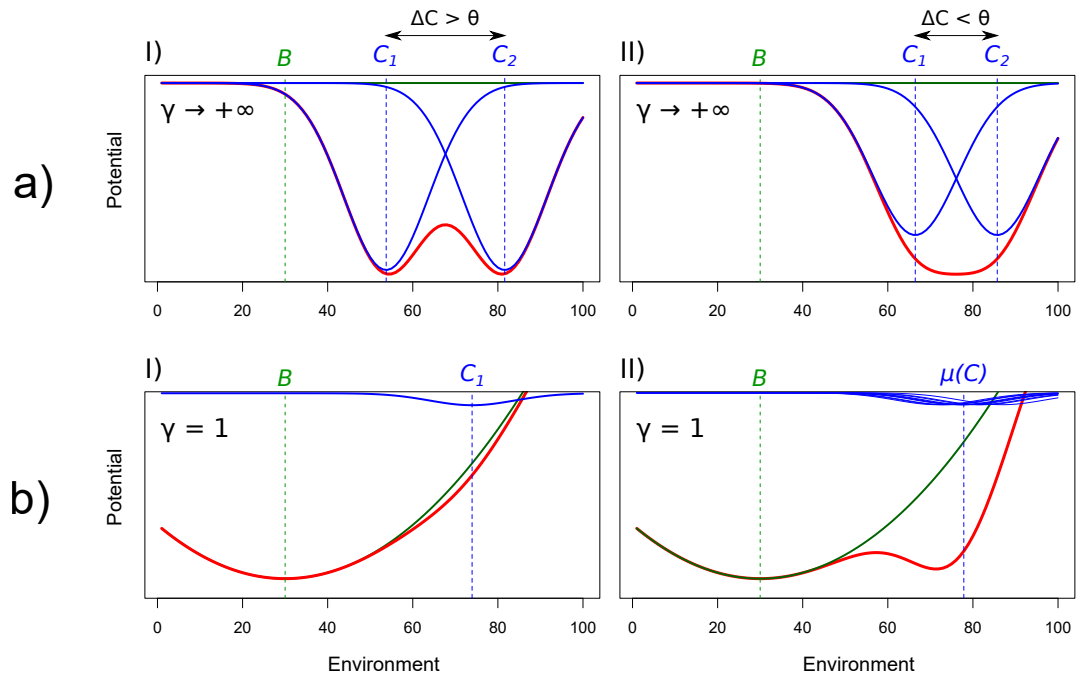 a)
ΔC > θ
I)
B
C₁
C₂
γ → +∞
Potential
0 20 40 60 80 100
ΔC < θ
II)
B
C₁
C₂
γ → +∞
0 20 40 60 80 100
b)
I)
B
C₁
γ = 1
Potential
0 20 40 60 80 100
Environment
II)
B
μ(C)
γ = 1
0 20 40 60 80 100
Environment